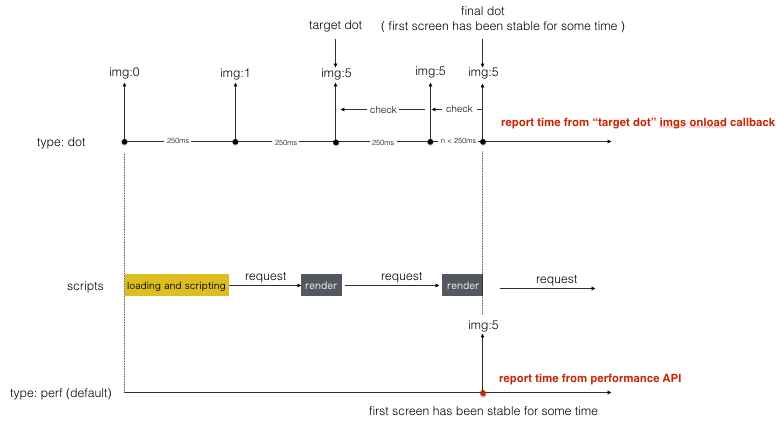 final dot
target dot
( first screen has been stable for some time )
img:0
img:1
img:5
img:5
img:5
check
check
report time from “target dot” imgs onload callback
type: dot
250ms
250ms
250ms
n < 250ms
scripts
loading and scripting
request
render
request
render
request
img:5
report time from performance API
type: perf (default)
first screen has been stable for some time